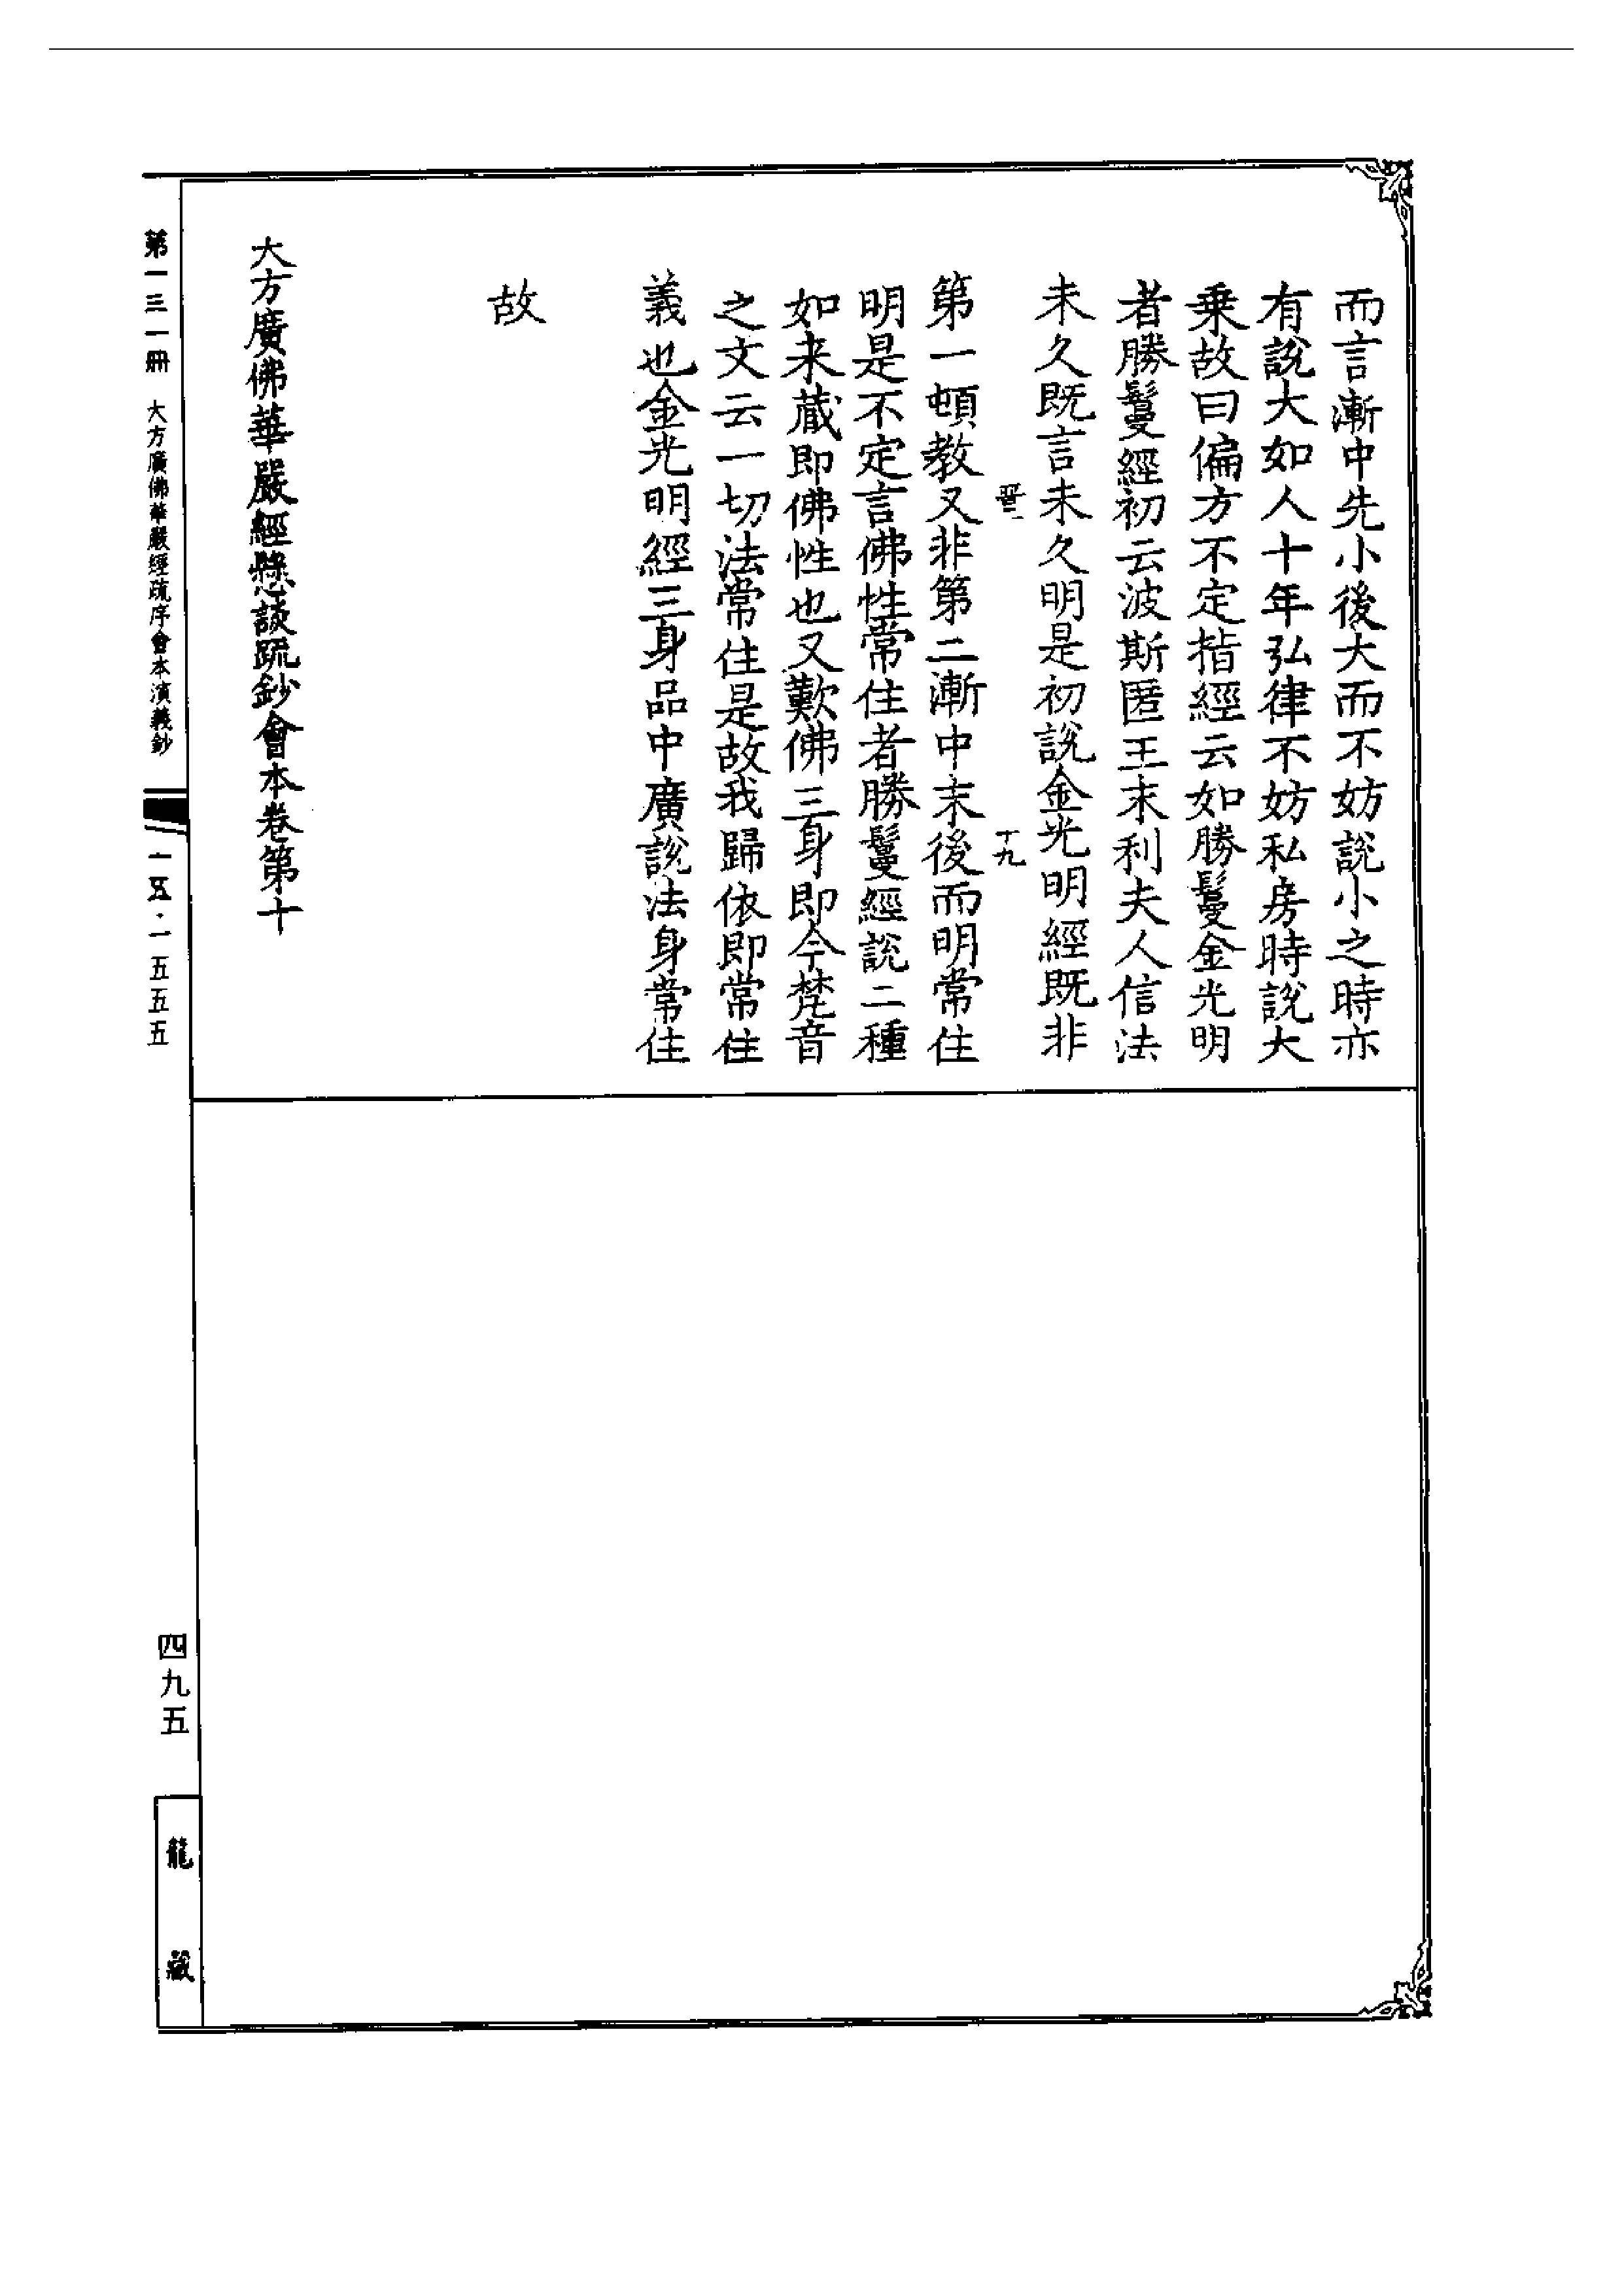 而言漸中先小後大而不妨說小之時亦
有說大如人十年弘律不妨私房時說大
乗故曰偏方不定指經云如勝鬘金光明
者勝鬘經初云波斯匿王末利夫人信法
未久既言未久明是初說金光明經既非
十九
第一頓教又非第二漸中末後而明常住
明是不定言佛性常住者勝鬘經說二種
如来藏即佛性也又歎佛三身即今梵音
之文云一切法常住是故我歸依即常住
義也金光明經三身品中廣說法身常住
故
大方廣佛華嚴經懸談疏鈔會本卷第十
第一三一冊 大方廣佛華嚴經疏序會本演義鈔
一五五五
四九五
龍藏